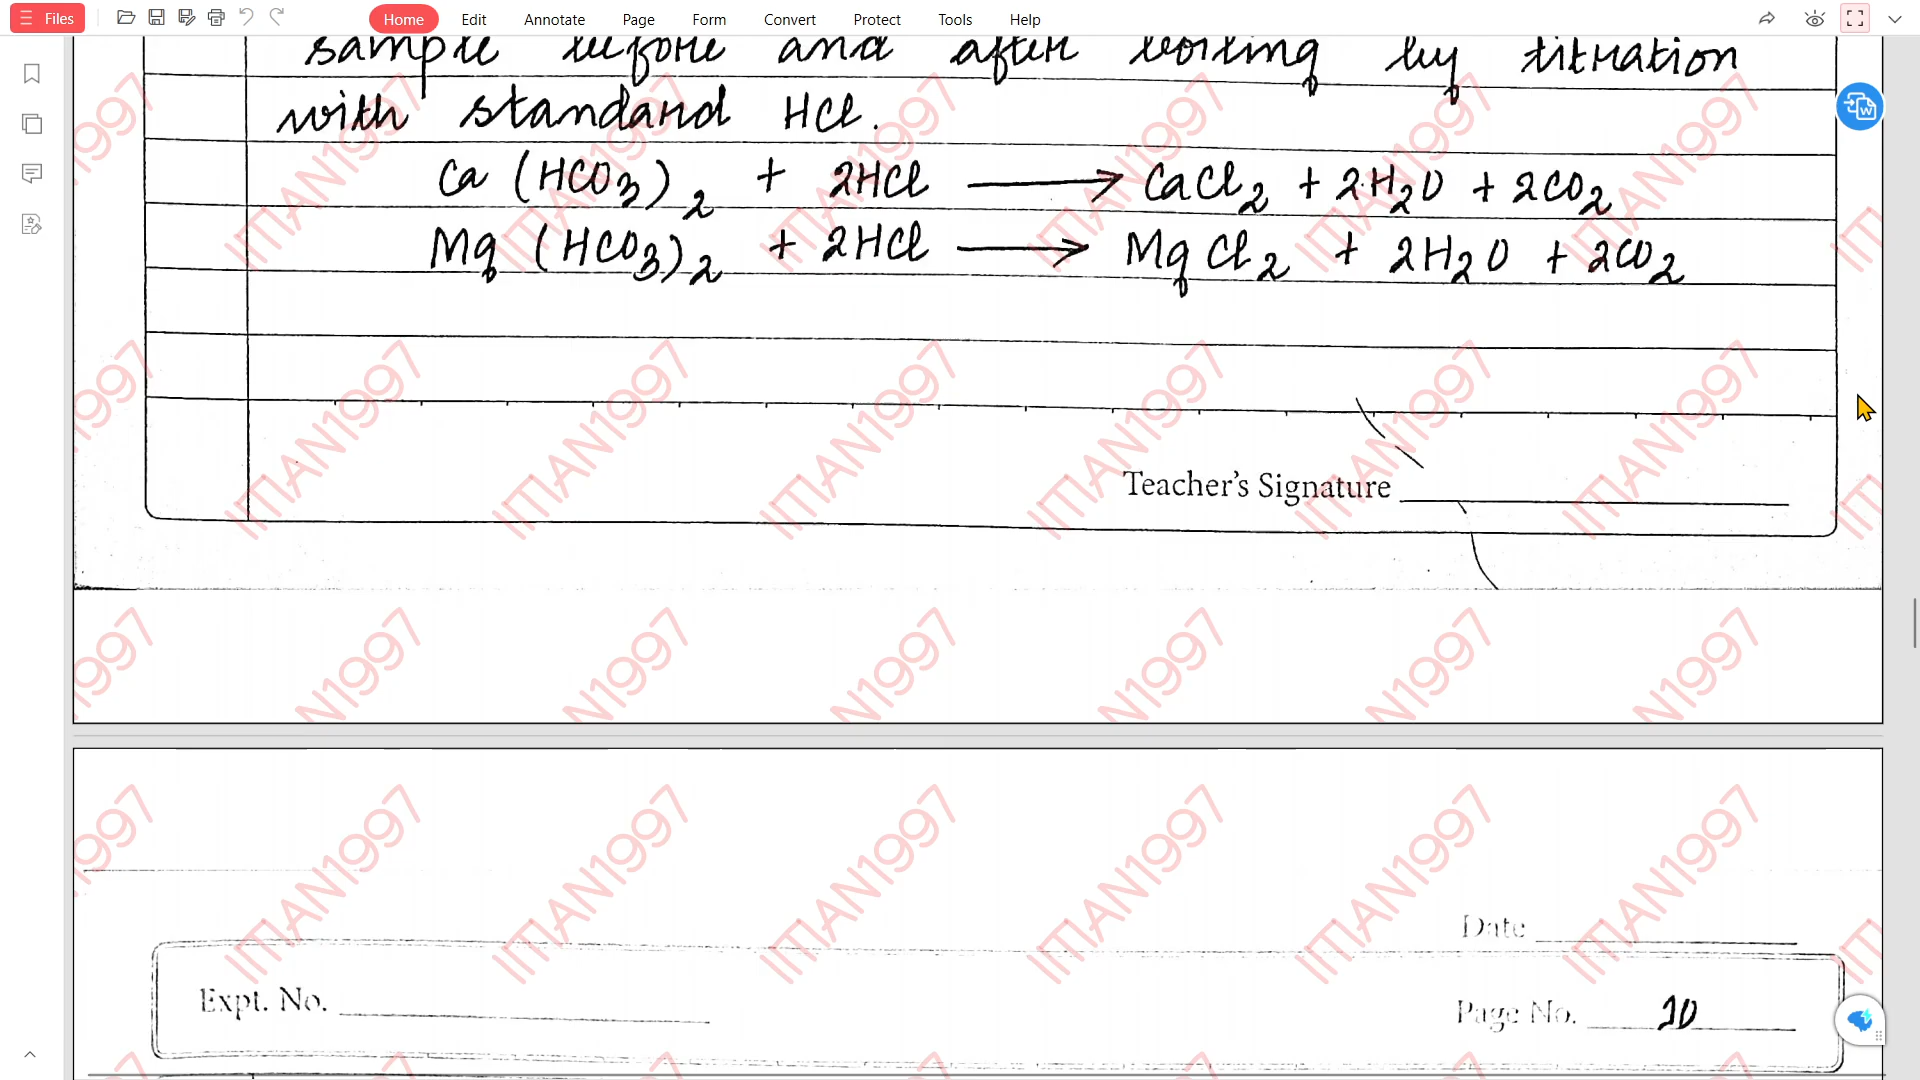 Files Home Edit Annotate Page Form Convert Protect Tools Help
sample before and after boiling by titration
with standard HCl.
Ca (HCO3)2 + 2HCl ⟶ CaCl2 + 2H2O + 2CO2
Mg (HCO3)2 + 2HCl ⟶ MgCl2 + 2H2O + 2CO2
Teacher's Signature
Date
Expt. No. Page No. 20